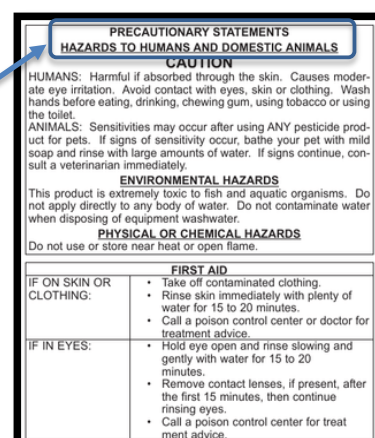 PRECAUTIONARY STATEMENTS
HAZARDS TO HUMANS AND DOMESTIC ANIMALS
CAUTION
HUMANS: Harmful if absorbed through the skin. Causes moder-
ate eye irritation. Avoid contact with eyes, skin or clothing. Wash
hands before eating, drinking, chewing gum, using tobacco or using
the toilet.
ANIMALS: Sensitivities may occur after using ANY pesticide prod-
uct for pets. If signs of sensitivity occur, bathe your pet with mild
soap and rinse with large amounts of water. If signs continue, con-
sult a veterinarian immediately.
ENVIRONMENTAL HAZARDS
This product is extremely toxic to fish and aquatic organisms. Do
not apply directly to any body of water. Do not contaminate water
when disposing of equipment washwater.
PHYSICAL OR CHEMICAL HAZARDS
Do not use or store near heat or open flame.
FIRST AID
IF ON SKIN OR
CLOTHING:
• Take off contaminated clothing.
• Rinse skin immediately with plenty of
water for 15 to 20 minutes.
• Call a poison control center or doctor for
treatment advice.
IF IN EYES:
• Hold eye open and rinse slowing and
gently with water for 15 to 20
minutes.
• Remove contact lenses, if present, after
the first 15 minutes, then continue
rinsing eyes.
• Call a poison control center for treat
ment advice.